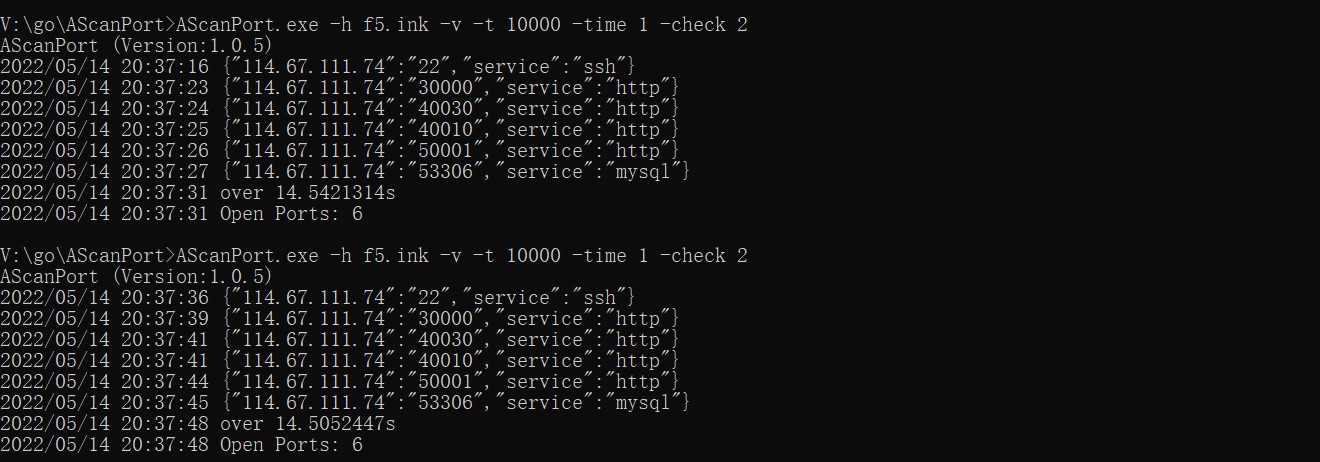 V:\go\AScanPort>AScanPort.exe -h f5.ink -v -t 10000 -time 1 -check 2
AScanPort (Version:1.0.5)
2022/05/14 20:37:16 {"114.67.111.74":"22","service":"ssh"}
2022/05/14 20:37:23 {"114.67.111.74":"30000","service":"http"}
2022/05/14 20:37:24 {"114.67.111.74":"40030","service":"http"}
2022/05/14 20:37:25 {"114.67.111.74":"40010","service":"http"}
2022/05/14 20:37:26 {"114.67.111.74":"50001","service":"http"}
2022/05/14 20:37:27 {"114.67.111.74":"53306","service":"mysql"}
2022/05/14 20:37:31 over 14.5421314s
2022/05/14 20:37:31 Open Ports: 6
V:\go\AScanPort>AScanPort.exe -h f5.ink -v -t 10000 -time 1 -check 2
AScanPort (Version:1.0.5)
2022/05/14 20:37:36 {"114.67.111.74":"22","service":"ssh"}
2022/05/14 20:37:39 {"114.67.111.74":"30000","service":"http"}
2022/05/14 20:37:41 {"114.67.111.74":"40030","service":"http"}
2022/05/14 20:37:41 {"114.67.111.74":"40010","service":"http"}
2022/05/14 20:37:44 {"114.67.111.74":"50001","service":"http"}
2022/05/14 20:37:45 {"114.67.111.74":"53306","service":"mysql"}
2022/05/14 20:37:48 over 14.5052447s
2022/05/14 20:37:48 Open Ports: 6